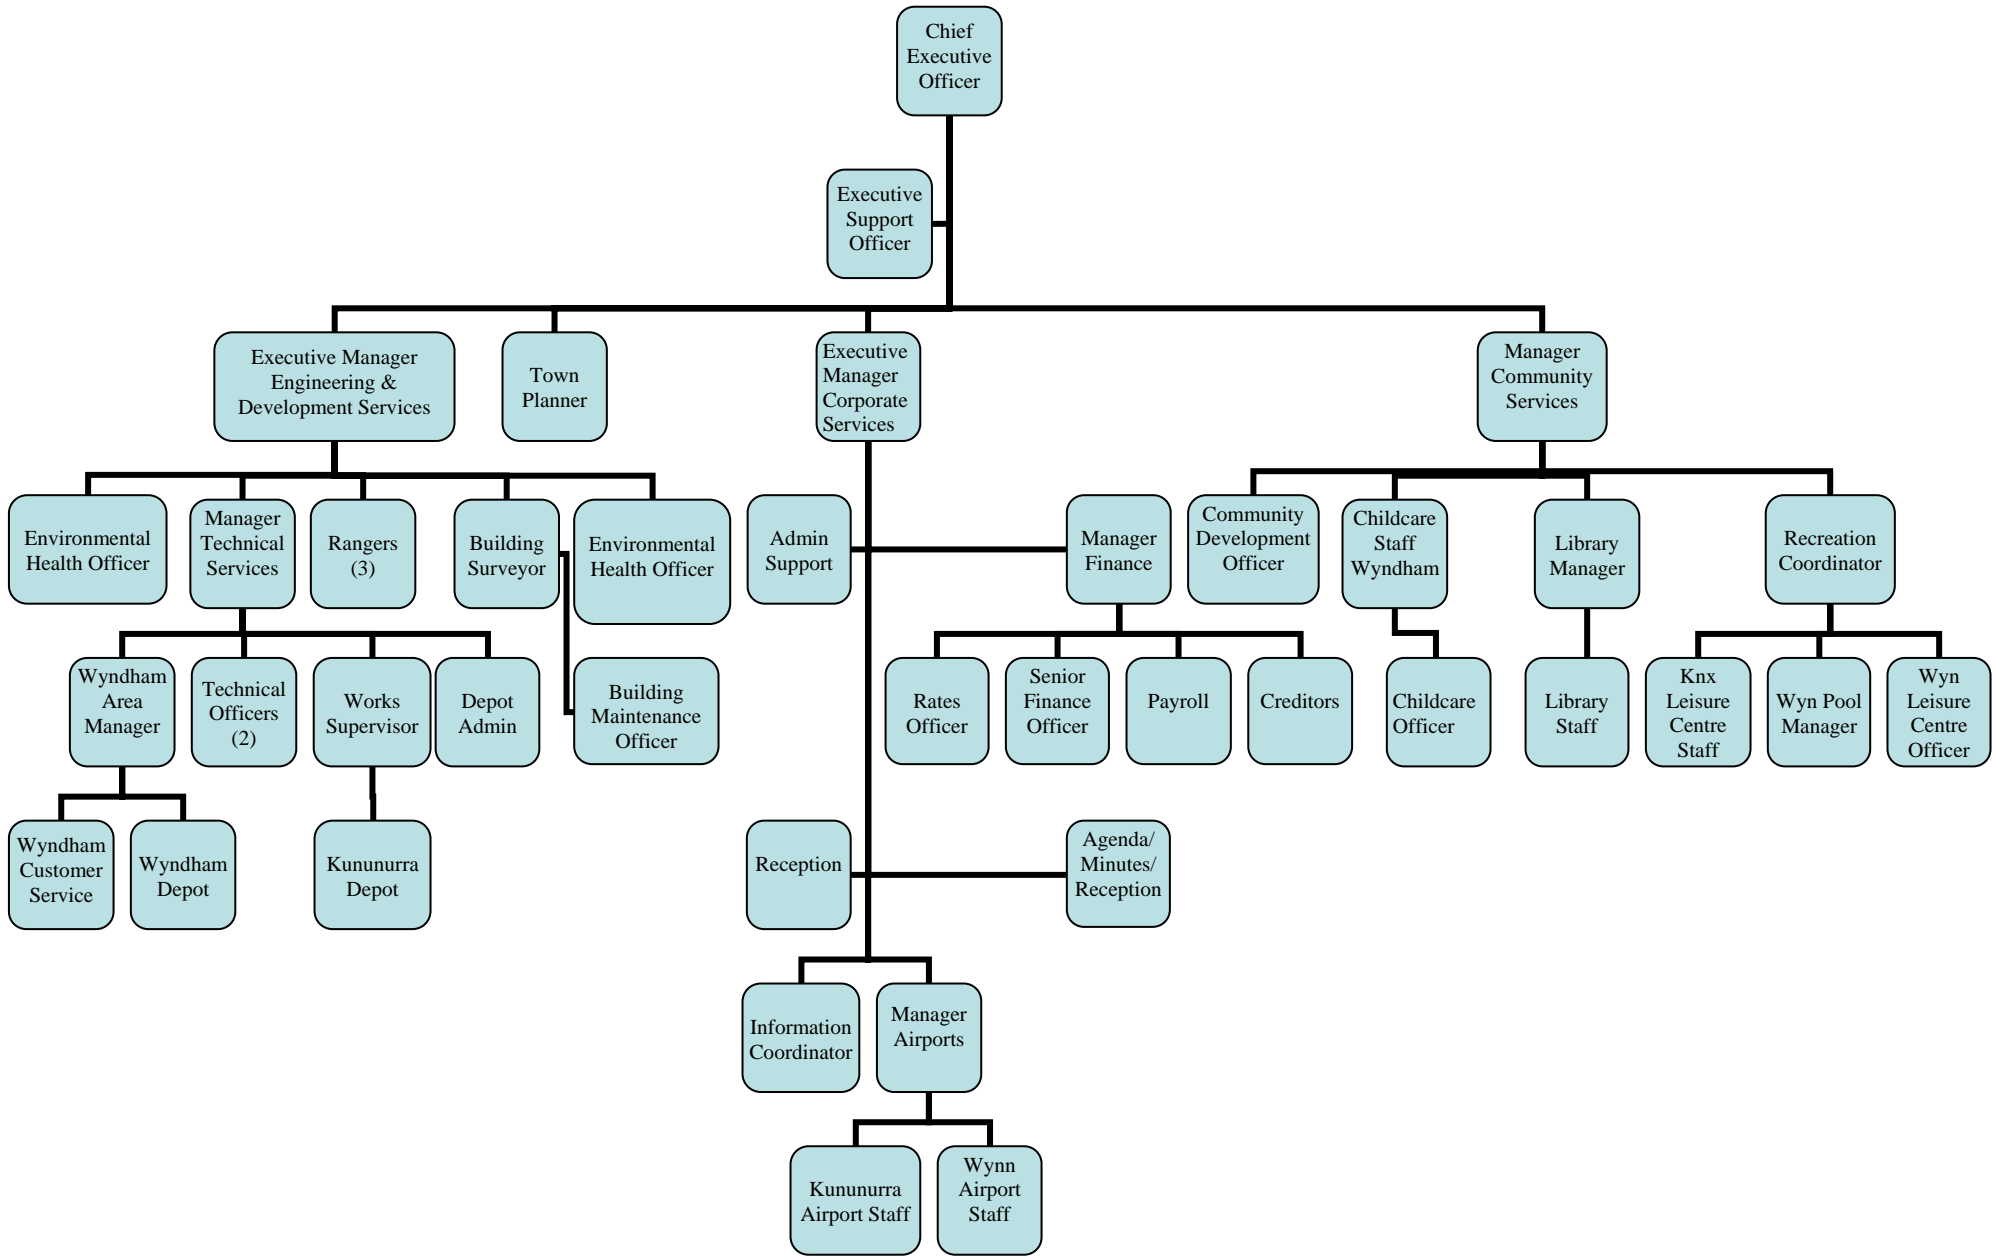 Chief
Executive
Officer
Executive
Support
Officer
Executive Manager
Engineering &
Development Services
Town
Planner
Executive
Manager
Corporate
Services
Manager
Community
Services
Environmental
Health Officer
Manager
Technical
Services
Rangers
(3)
Building
Surveyor
Environmental
Health Officer
Admin
Support
Manager
Finance
Community
Development
Officer
Childcare
Staff
Wyndham
Library
Manager
Recreation
Coordinator
Wyndham
Area
Manager
Technical
Officers
(2)
Works
Supervisor
Depot
Admin
Building
Maintenance
Officer
Rates
Officer
Senior
Finance
Officer
Payroll
Creditors
Childcare
Officer
Library
Staff
Knx
Leisure
Centre
Staff
Wyn Pool
Manager
Wyn
Leisure
Centre
Officer
Wyndham
Customer
Service
Wyndham
Depot
Kununurra
Depot
Reception
Agenda/
Minutes/
Reception
Information
Coordinator
Manager
Airports
Kununurra
Airport Staff
Wynn
Airport
Staff